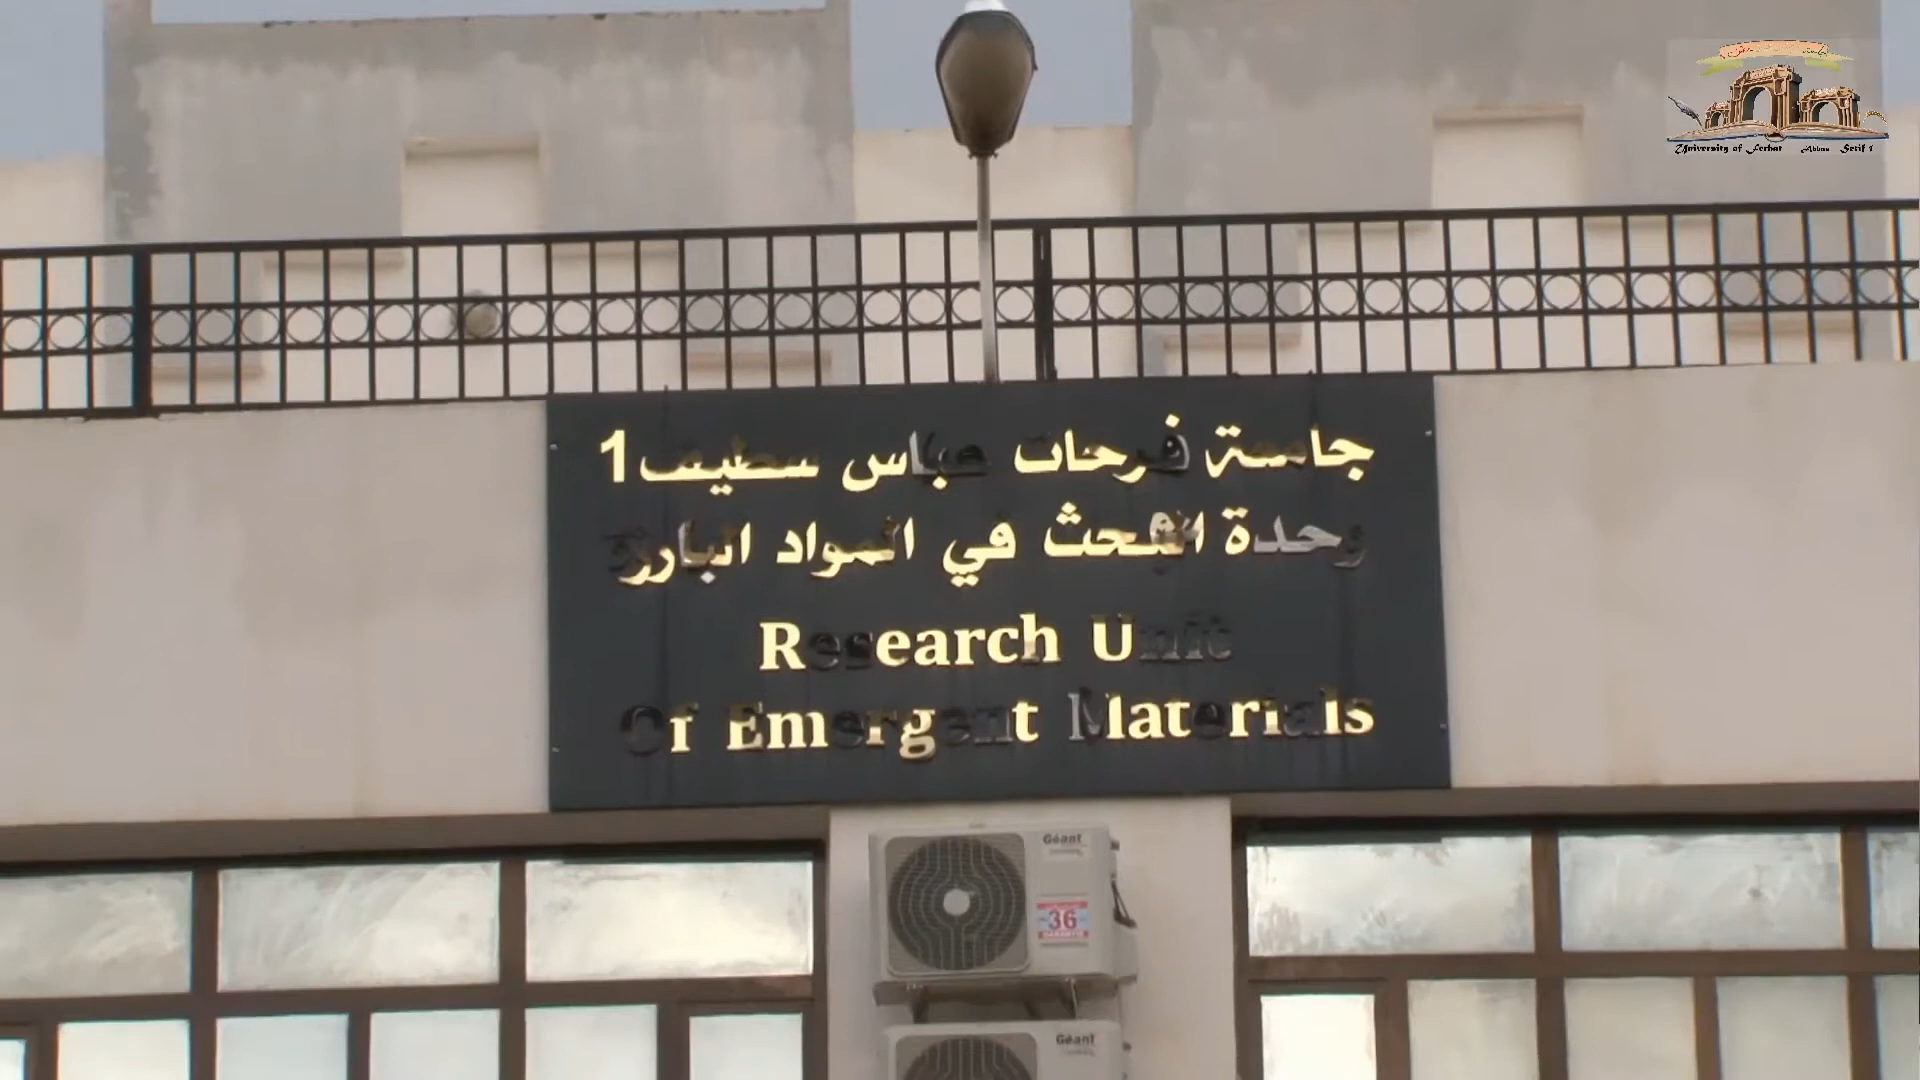 جامعة فرحات عباس سطيف1
وحدة البحث في المواد البارزة
Research Unit
Of Emergent Materials
University of Ferhat Abbas Setif 1
Géant
36
Géant